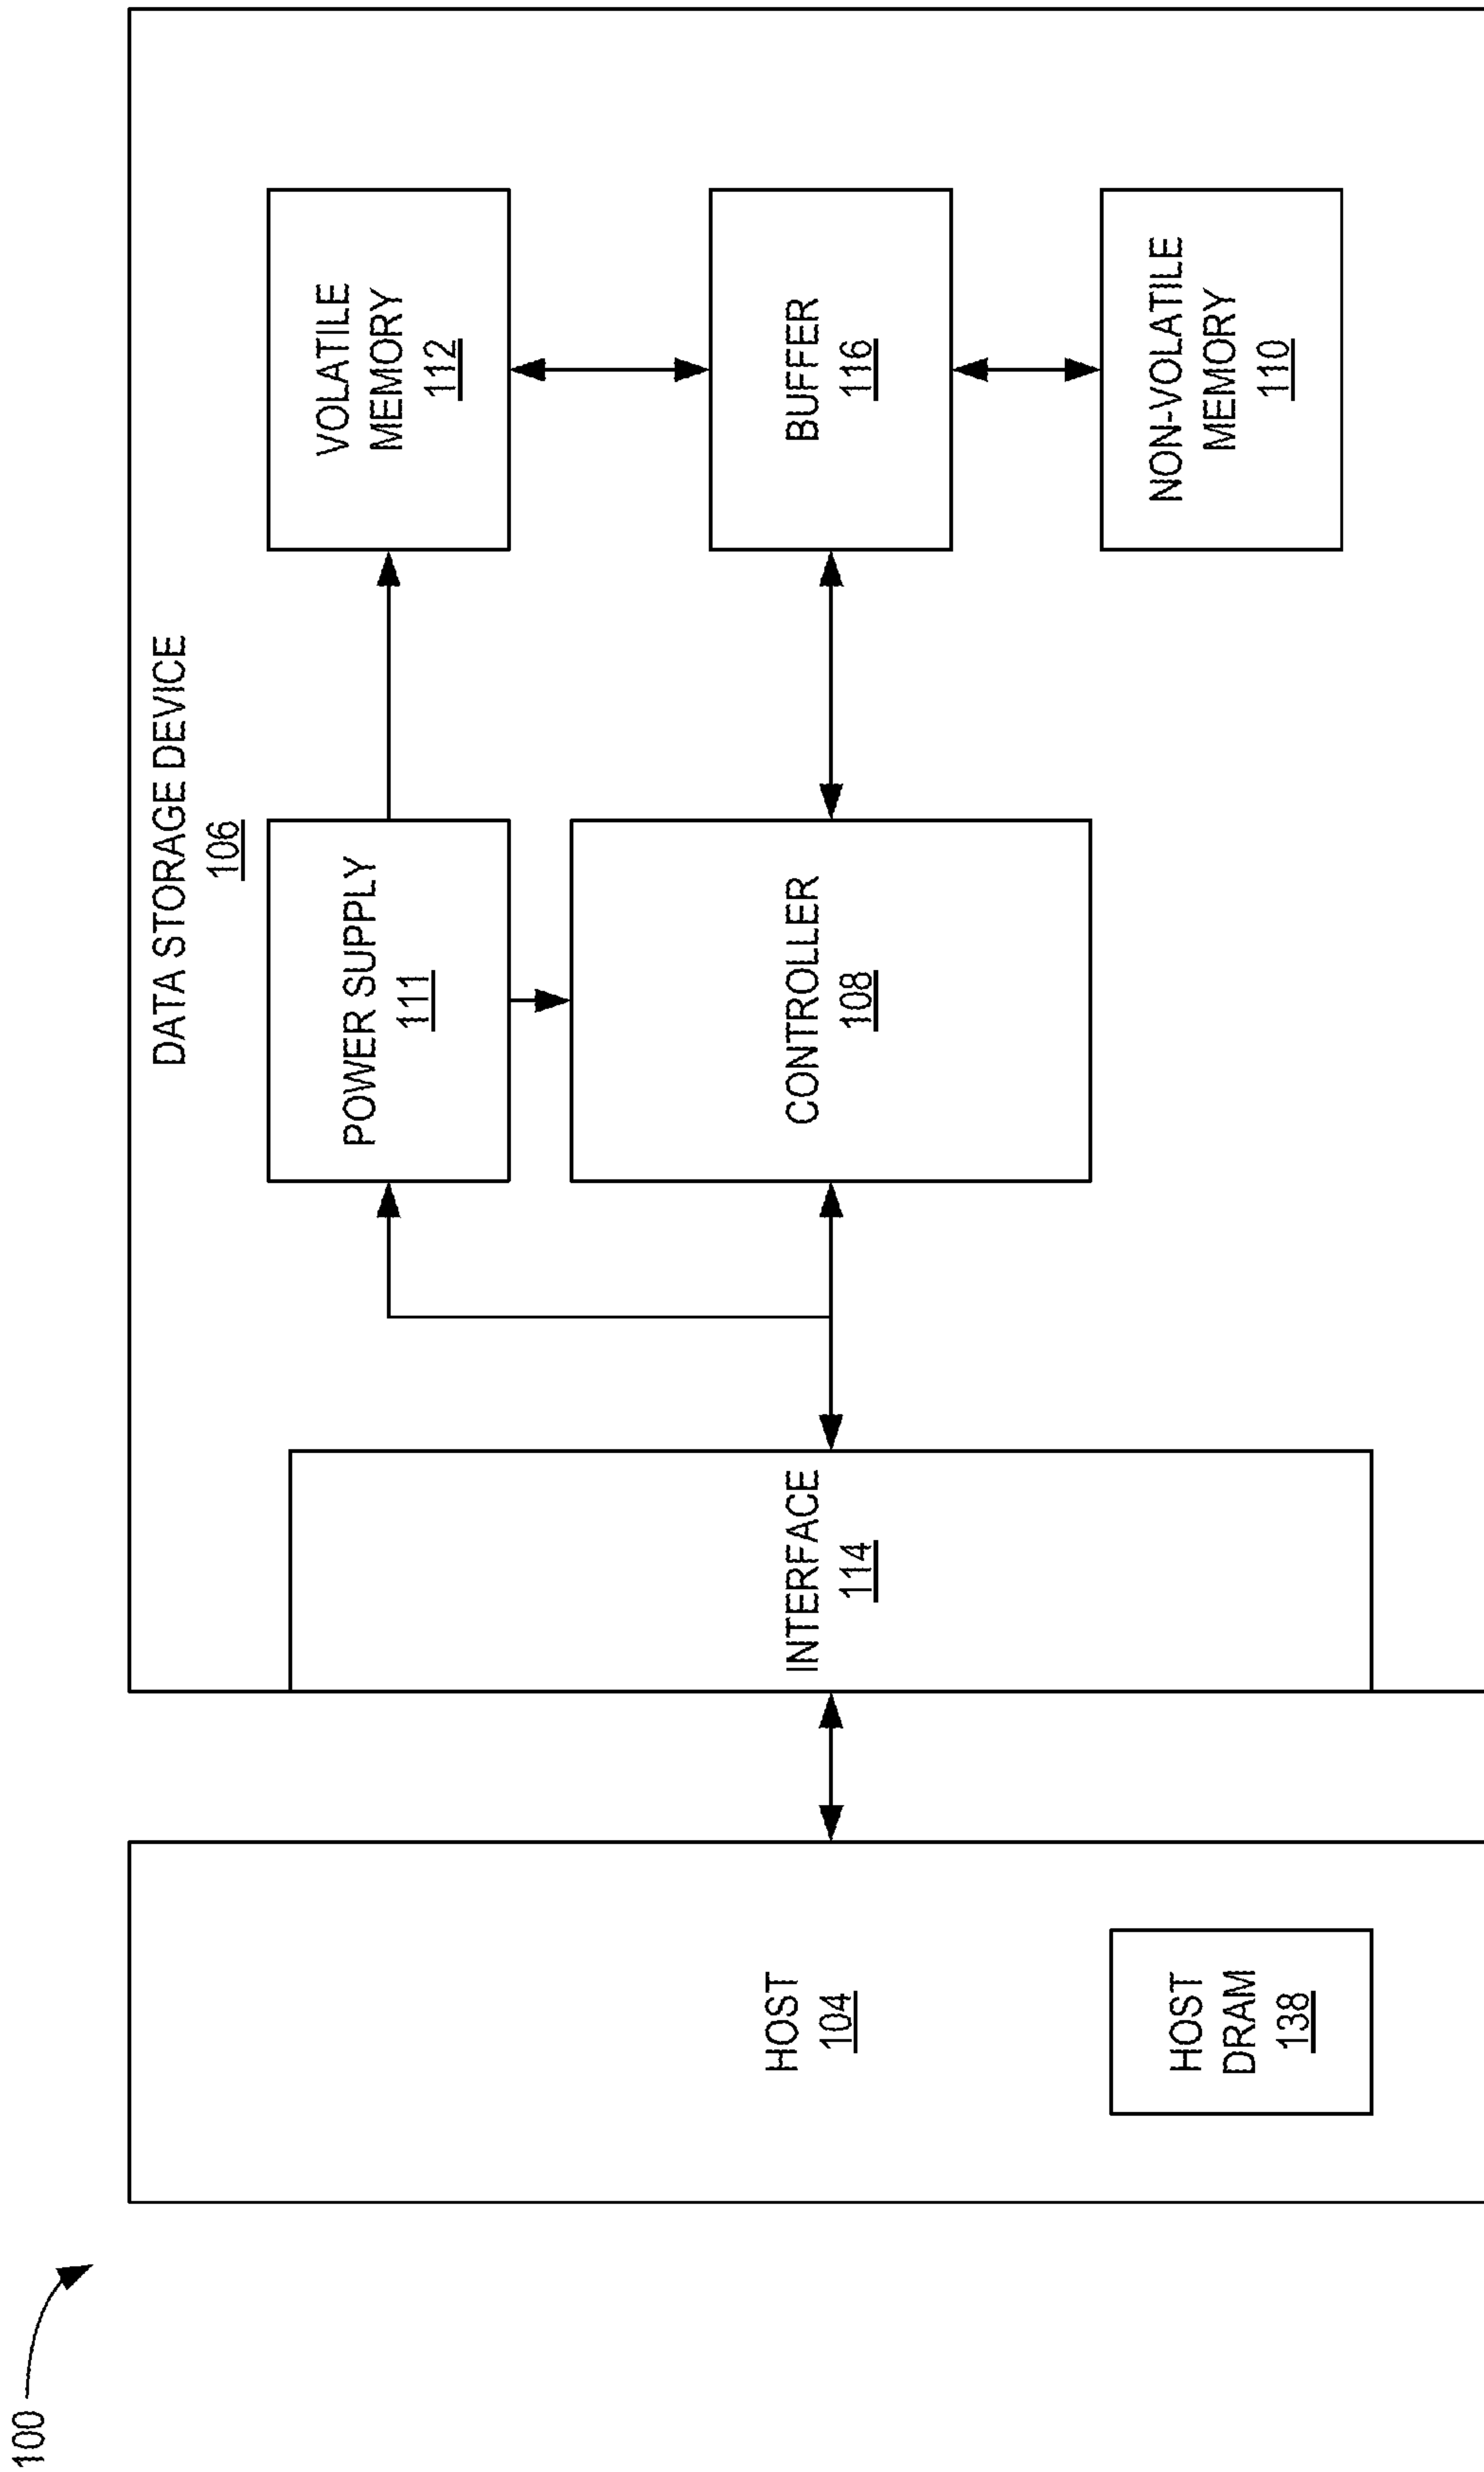 100
HOST
104
HOST
DRAM
138
DATA STORAGE DEVICE
106
INTERFACE
114
POWER SUPPLY
111
CONTROLLER
108
VOLATILE
MEMORY
112
BUFFER
116
NON-VOLATILE
MEMORY
110